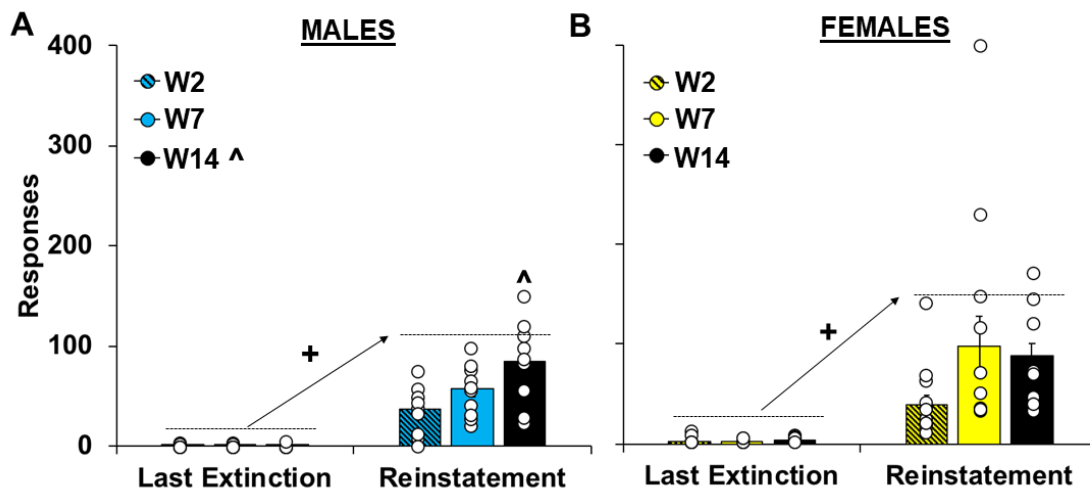 A
MALES
400
300
200
100
0
Responses
W2
W7
W14 ^
^
+
Last Extinction
Reinstatement
B
FEMALES
W2
W7
W14
+
Last Extinction
Reinstatement